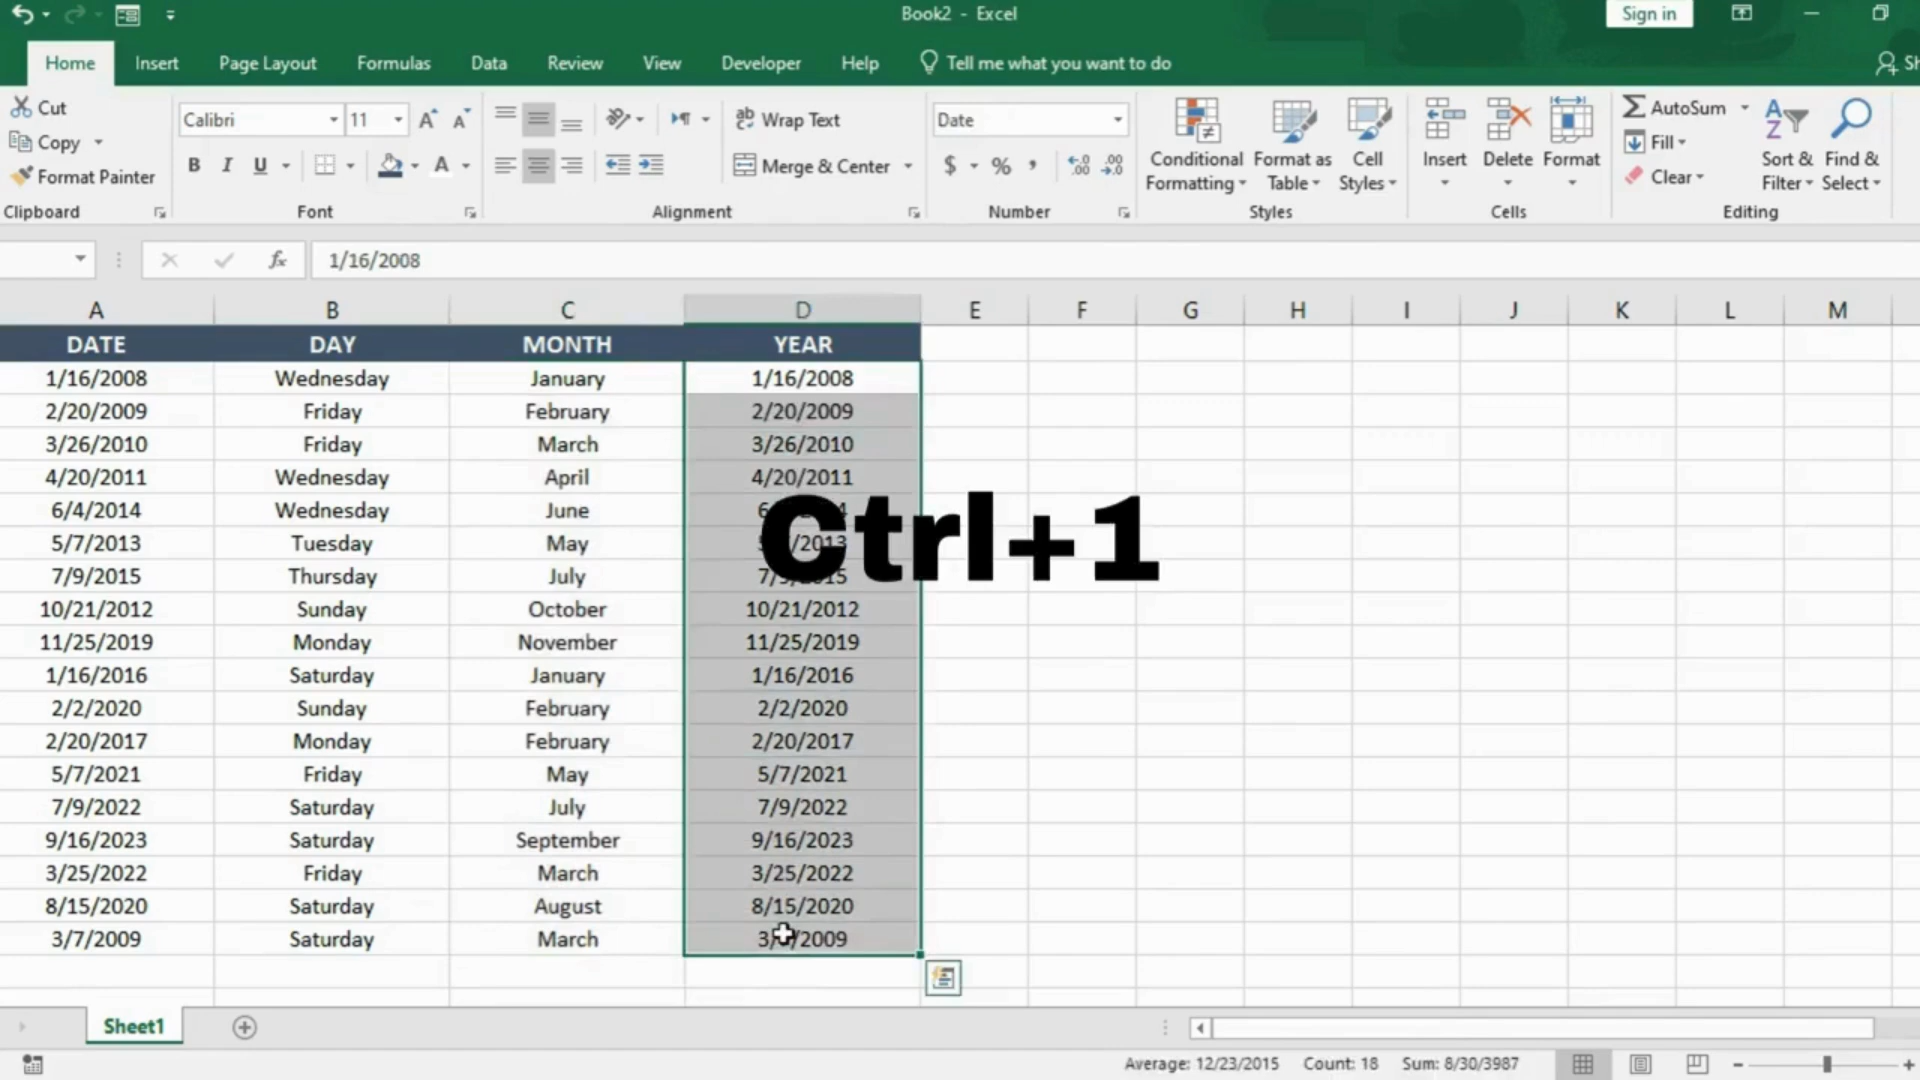 Book2 - Excel
Sign in
Home Insert Page Layout Formulas Data Review View Developer Help Tell me what you want to do
Cut
Copy
Format Painter
Clipboard
Calibri 11
B I U A
Font
Wrap Text
Merge & Center
Alignment
Date
$ % ,
Number
Conditional Formatting
Format as Table
Cell Styles
Styles
Insert
Delete
Format
Cells
AutoSum
Fill
Clear
Sort & Filter
Find & Select
Editing
fx 1/16/2008
A B C D E F G H I J K L M
DATE DAY MONTH YEAR
1/16/2008 Wednesday January 1/16/2008
2/20/2009 Friday February 2/20/2009
3/26/2010 Friday March 3/26/2010
4/20/2011 Wednesday April 4/20/2011
6/4/2014 Wednesday June
5/7/2013 Tuesday May
Ctrl+1
7/9/2015 Thursday July
10/21/2012 Sunday October 10/21/2012
11/25/2019 Monday November 11/25/2019
1/16/2016 Saturday January 1/16/2016
2/2/2020 Sunday February 2/2/2020
2/20/2017 Monday February 2/20/2017
5/7/2021 Friday May 5/7/2021
7/9/2022 Saturday July 7/9/2022
9/16/2023 Saturday September 9/16/2023
3/25/2022 Friday March 3/25/2022
8/15/2020 Saturday August 8/15/2020
3/7/2009 Saturday March
Sheet1
Average: 12/23/2015 Count: 18 Sum: 8/30/3987